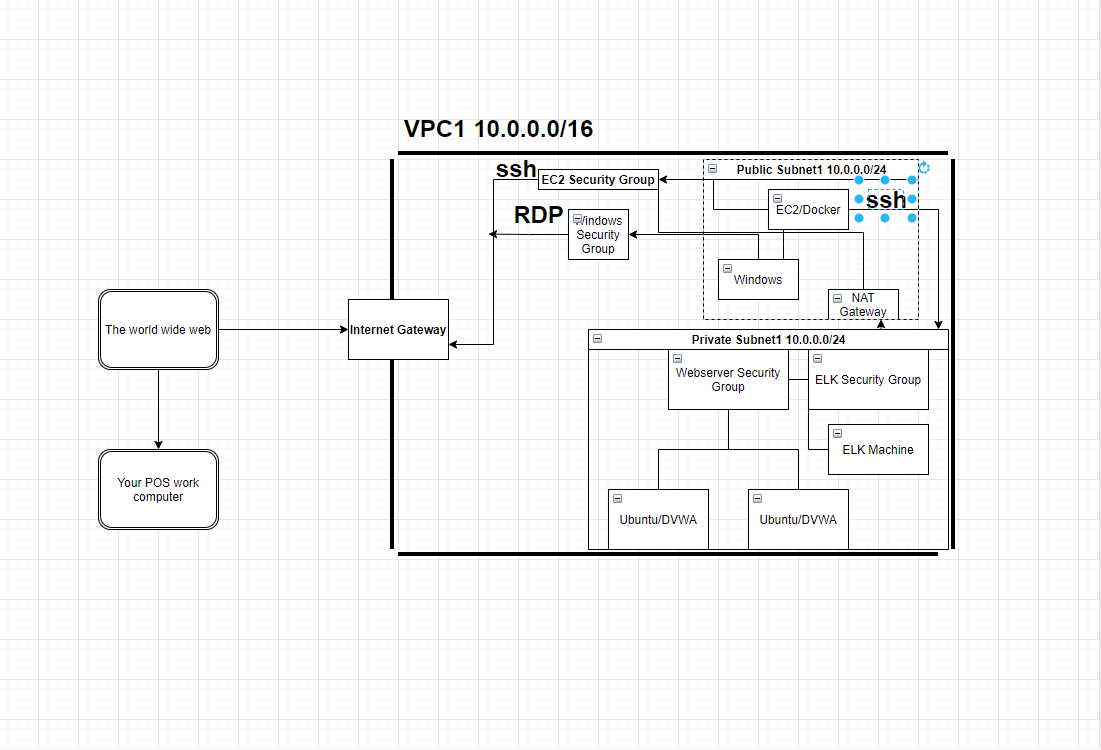 VPC1 10.0.0.0/16
ssh
EC2 Security Group
Public Subnet1 10.0.0.0/24
EC2/Docker
ssh
RDP
Windows
Security
Group
Windows
NAT
Gateway
The world wide web
Internet Gateway
Private Subnet1 10.0.0.0/24
Webserver Security
Group
ELK Security Group
ELK Machine
Your POS work
computer
Ubuntu/DVWA
Ubuntu/DVWA